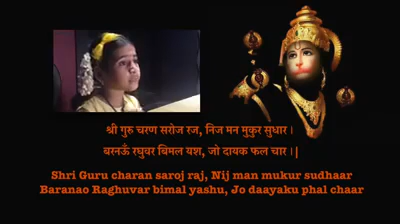 श्री गुरु चरण सरोज रज, निज मन मुकुर सुधार।
बरनऊँ रघुवर बिमल यश, जो दायक फल चार।|
Shri Guru charan saroj raj, Nij man mukur sudhaar
Baranao Raghuvar bimal yashu, Jo daayaku phal chaar